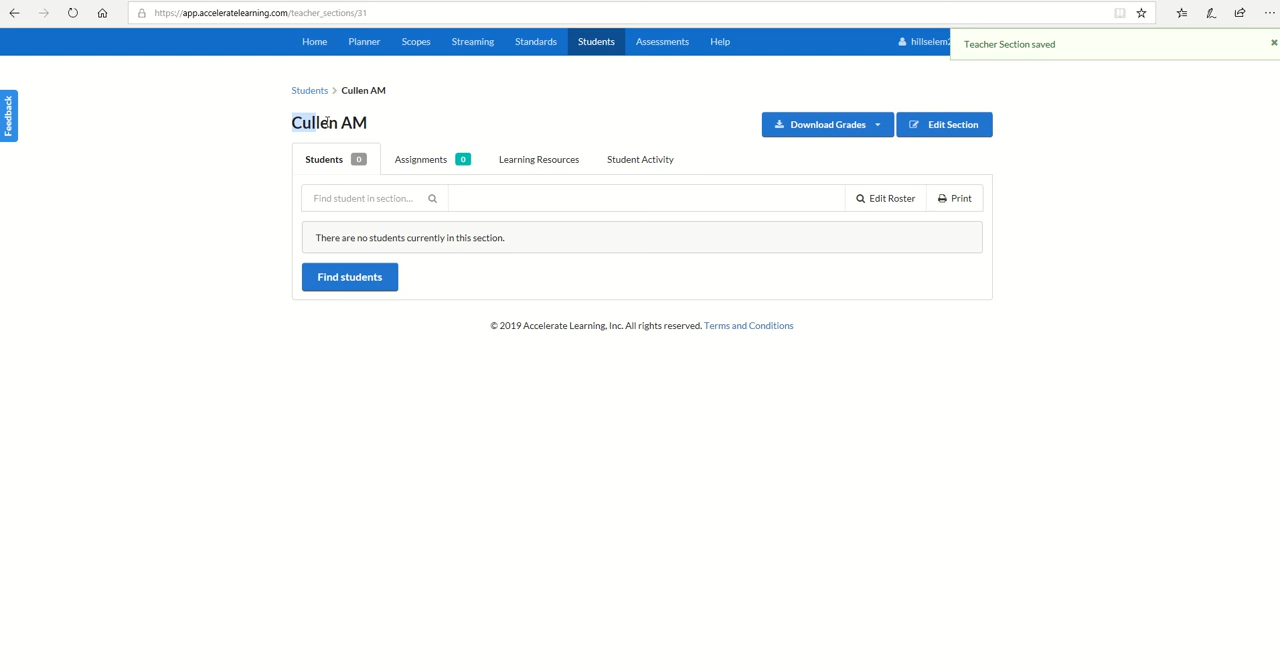 https://app.acceleratelearning.com/teacher_sections/31
Home Planner Scopes Streaming Standards Students Assessments Help hillselem
Teacher Section saved ×
Feedback
Students > Cullen AM
Cullen AM
Download Grades Edit Section
Students 0 Assignments 0 Learning Resources Student Activity
Find student in section... Edit Roster Print
There are no students currently in this section.
Find students
© 2019 Accelerate Learning, Inc. All rights reserved. Terms and Conditions